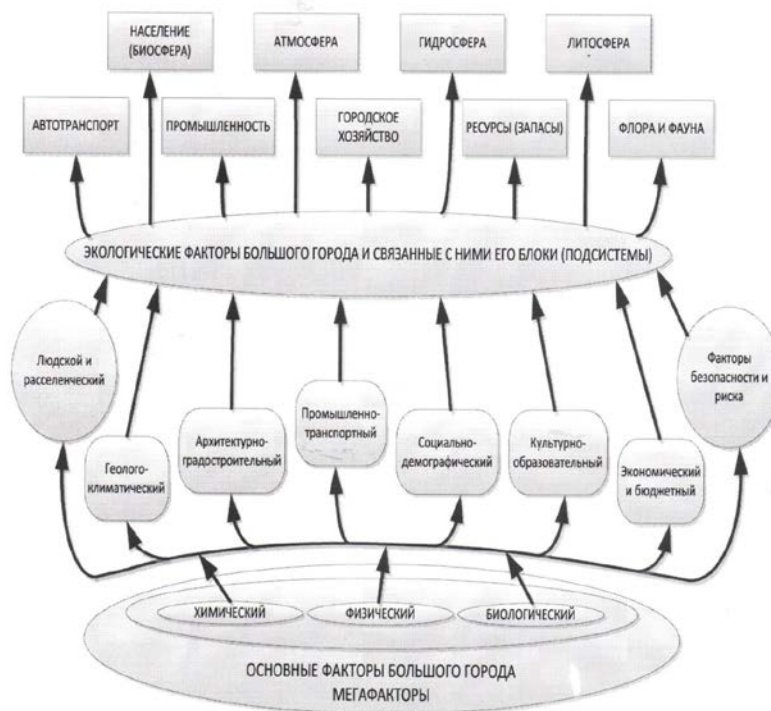 НАСЕЛЕНИЕ
(БИОСФЕРА)
АТМОСФЕРА
ГИДРОСФЕРА
ЛИТОСФЕРА
АВТОТРАНСПОРТ
ПРОМЫШЛЕННОСТЬ
ГОРОДСКОЕ
ХОЗЯЙСТВО
РЕСУРСЫ (ЗАПАСЫ)
ФЛОРА И ФАУНА
ЭКОЛОГИЧЕСКИЕ ФАКТОРЫ БОЛЬШОГО ГОРОДА И СВЯЗАННЫЕ С НИМИ ЕГО БЛОКИ (ПОДСИСТЕМЫ)
Людской и
расселенческий
Геолого-
климатический
Архитектурно-
градостроительный
Промышленно-
транспортный
Социально-
демографический
Культурно-
образовательный
Экономический
и бюджетный
Факторы
безопасности и
риска
ХИМИЧЕСКИЙ
ФИЗИЧЕСКИЙ
БИОЛОГИЧЕСКИЙ
ОСНОВНЫЕ ФАКТОРЫ БОЛЬШОГО ГОРОДА
МЕГАФАКТОРЫ